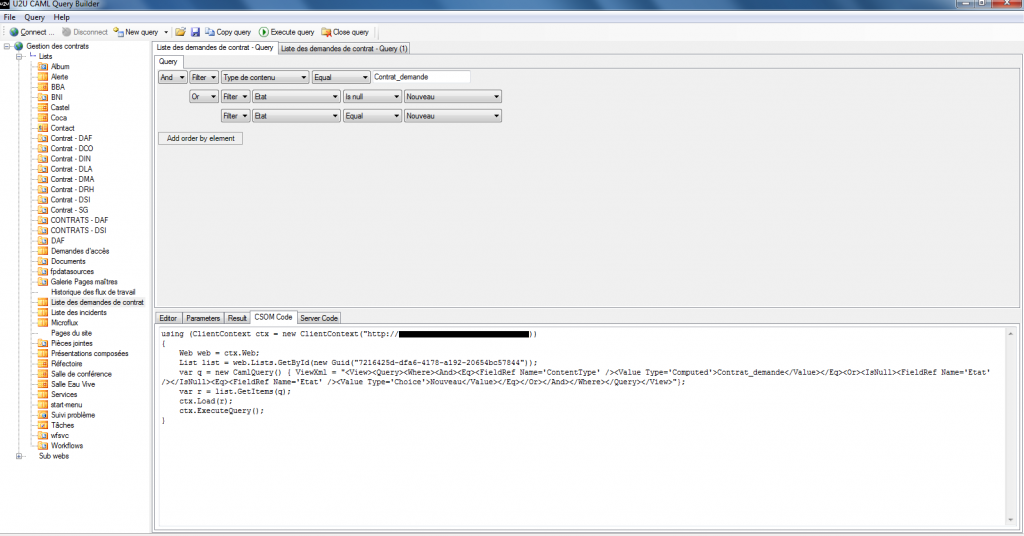 U2U CAML Query Builder
File Query Help
Connect ... Disconnect New query Copy query Execute query Close query
Gestion des contrats
Lists
Album
Alerte
BBA
BNI
Castel
Coca
Contact
Contrat - DAF
Contrat - DCO
Contrat - DIN
Contrat - DLA
Contrat - DMA
Contrat - DRH
Contrat - DSI
Contrat - SG
CONTRATS - DAF
CONTRATS - DSI
DAF
Demandes d'accès
Documents
fpdatasources
Galerie Pages maîtres
Historique des flux de travail
Liste des demandes de contrat
Liste des incidents
Microflux
Pages du site
Pièces jointes
Présentations composées
Réfectoire
Salle de conférence
Salle Eau Vive
Services
start-menu
Suivi problème
Tâches
wfsvc
Workflows
Sub webs
Liste des demandes de contrat - Query Liste des demandes de contrat - Query (1)
Query
And Filter Type de contenu Equal Contrat_demande
Or Filter Etat Is null Nouveau
Filter Etat Equal Nouveau
Add order by element
Editor Parameters Result CSOM Code Server Code
using (ClientContext ctx = new ClientContext("http:// ))
{
Web web = ctx.Web;
List list = web.Lists.GetById(new Guid("7216425d-dfa6-4178-a192-20654bc57844"));
var q = new CamlQuery() { ViewXml = "<View><Query><Where><And><Eq><FieldRef Name='ContentType' /><Value Type='Computed'>Contrat_demande</Value></Eq><Or><IsNull><FieldRef Name='Etat'
/></IsNull><Eq><FieldRef Name='Etat' /><Value Type='Choice'>Nouveau</Value></Eq></Or></And></Where></Query></View>"};
var r = list.GetItems(q);
ctx.Load(r);
ctx.ExecuteQuery();
}